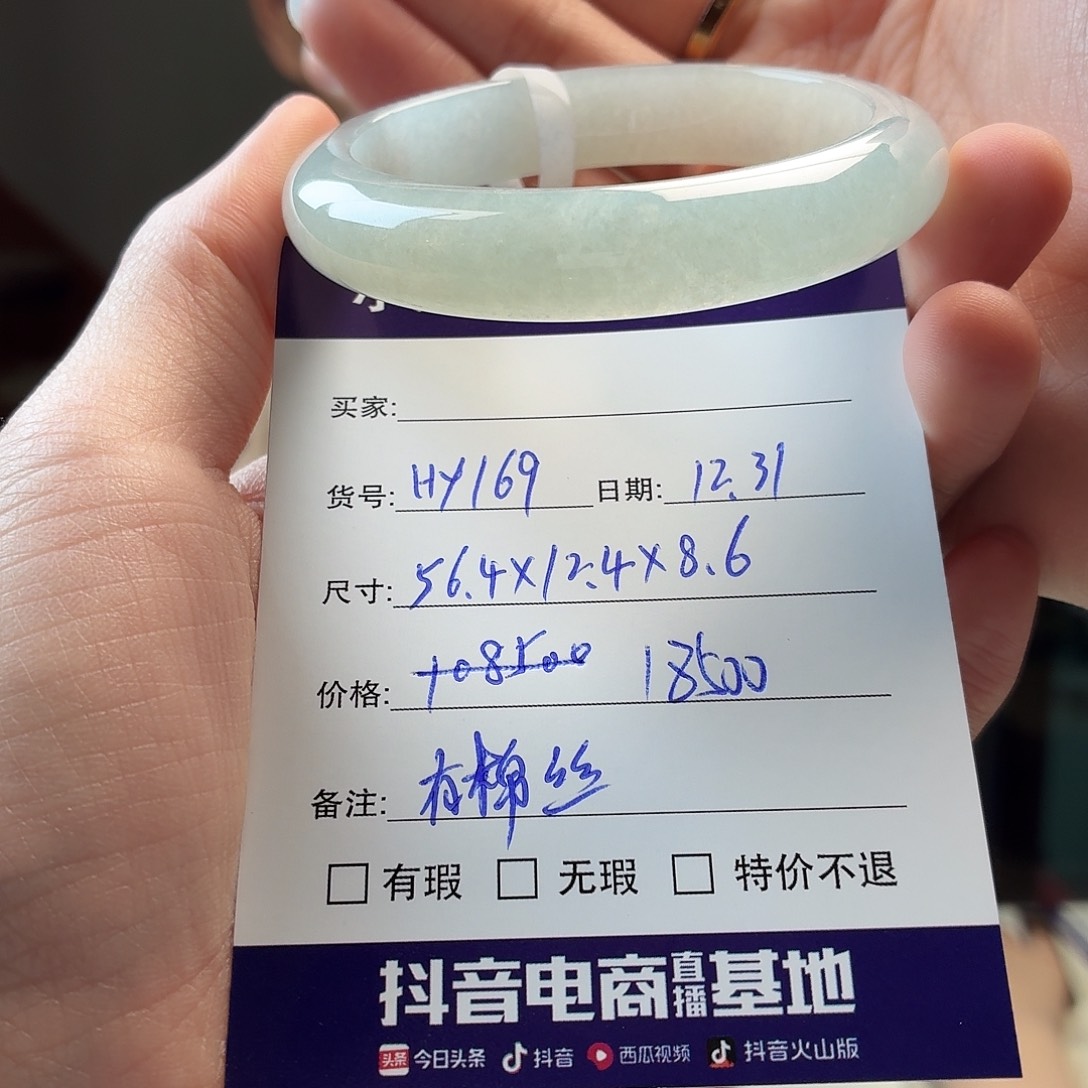 买家:
货号: HY169 日期: 12.31
尺寸: 56.4×12.4×8.6
价格: 108500 18500
备注: 有棉丝
□ 有瑕 □ 无瑕 □ 特价不退
抖音电商直播基地
头条 今日头条 抖音 西瓜视频 抖音火山版